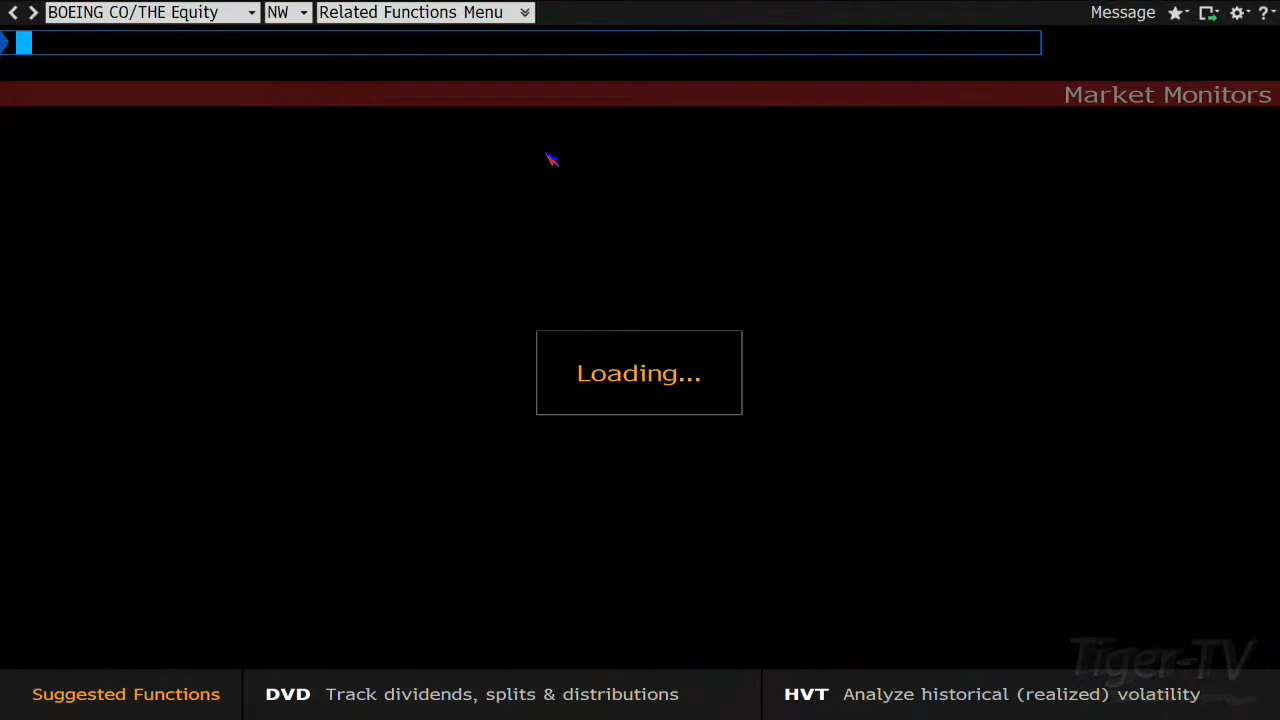 BOEING CO/THE Equity NW Related Functions Menu Message ?
Market Monitors
Loading...
Tiger-TV
Suggested Functions DVD Track dividends, splits & distributions HVT Analyze historical (realized) volatility